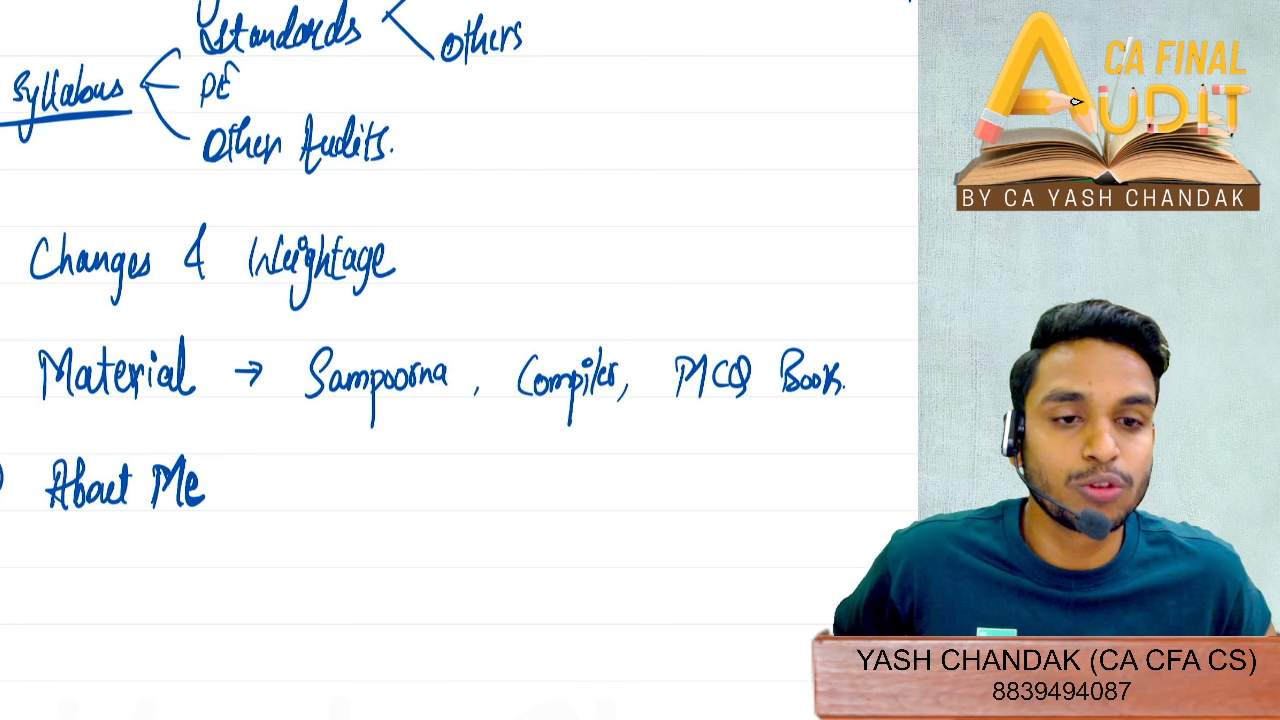 Standards
Others
Syllabus
PE
Other Audits.
Changes & Weightage
Material → Sampoorna, Compiler, MCQ Book.
About Me
CA FINAL
AUDIT
BY CA YASH CHANDAK
YASH CHANDAK (CA CFA CS)
8839494087